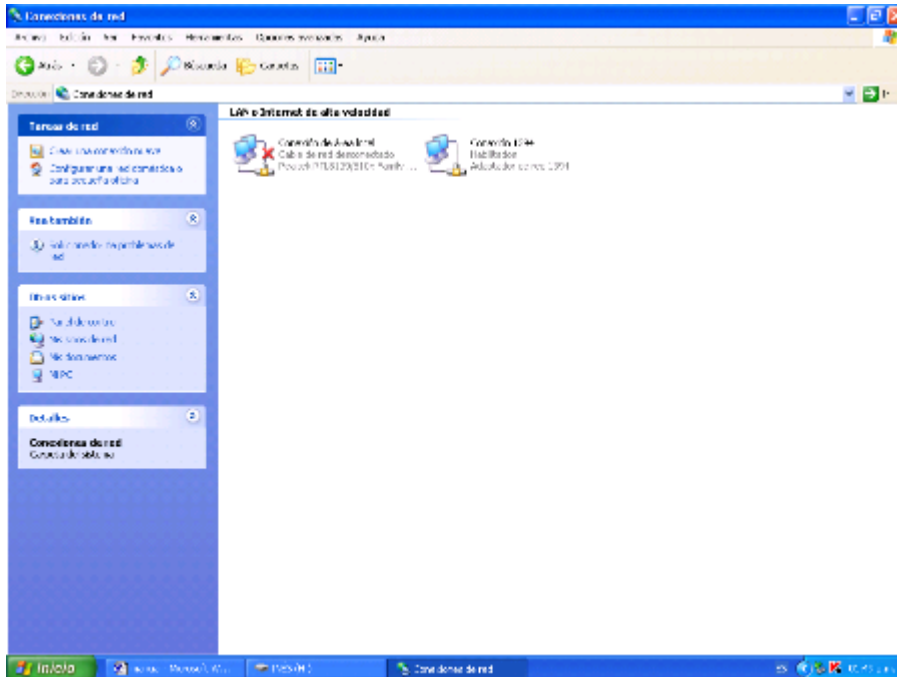 Conexiones de red
Favoritos Opciones avanzadas Ayuda
Atrás Búsqueda Carpetas
Conexiones de red
LAN o Internet de alta velocidad
Tareas de red
Crear una conexión nueva
Configurar una red doméstica o
para pequeña oficina
Vea también
Solucionador de problemas de
red
Otros sitios
Panel de control
Mis sitios de red
Mis documentos
Mi PC
Detalles
Conexiones de red
Carpeta del sistema
Conexión de área local
Cable de red desconectado
Conexión 1394
Habilitado
Adaptador de red 1394
Inicio
Conexiones de red
ES